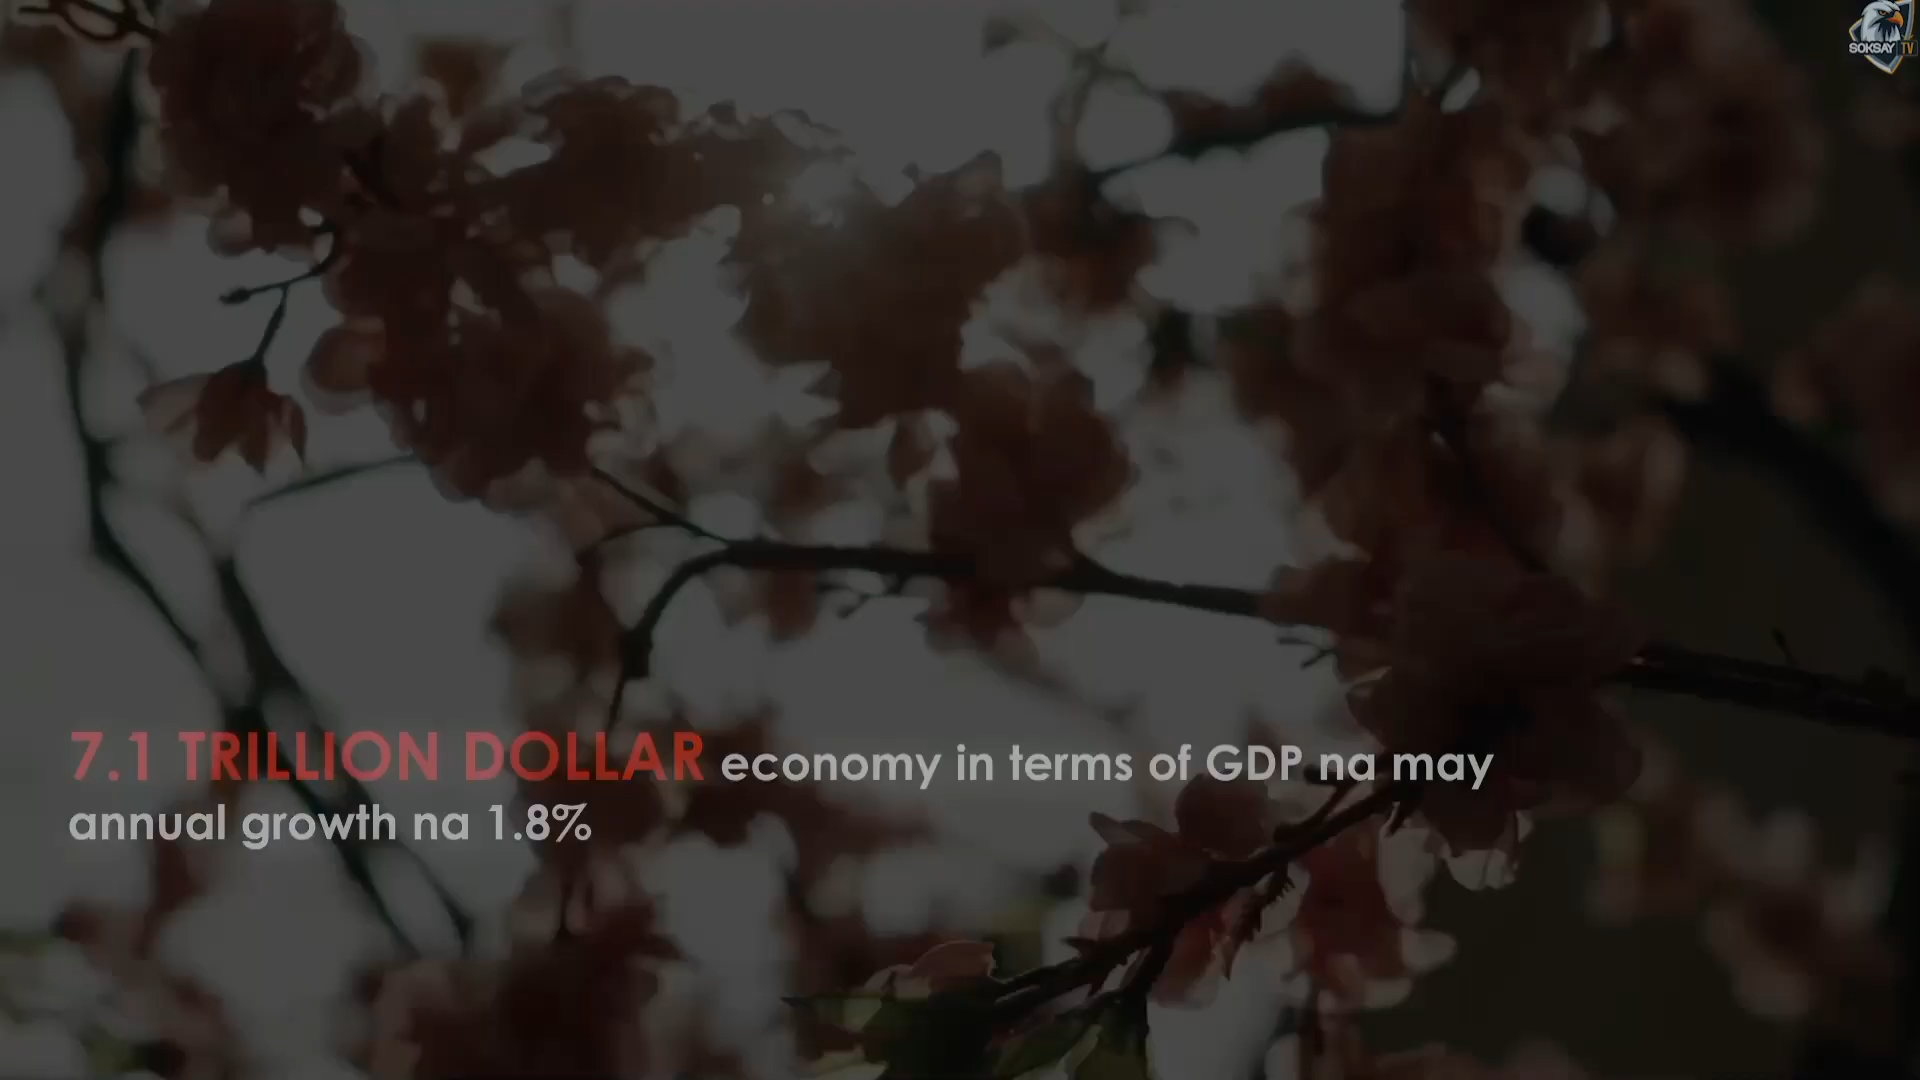 SOKSAY TV
7.1 TRILLION DOLLAR economy in terms of GDP na may
annual growth na 1.8%